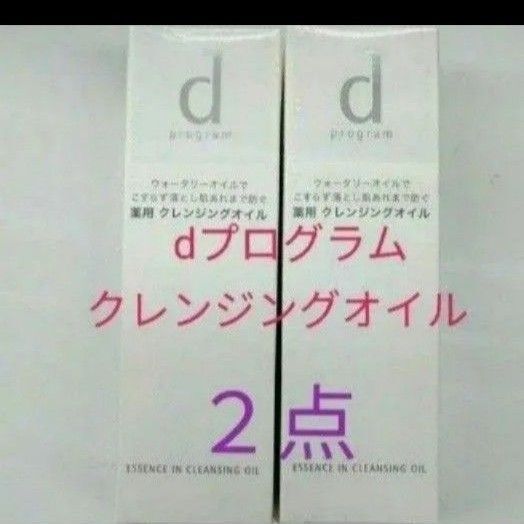 d
program
ウォータリーオイルで
こすらず落とし肌あれまで防ぐ
薬用 クレンジングオイル
ESSENCE IN CLEANSING OIL
d
program
ウォータリーオイルで
こすらず落とし肌あれまで防ぐ
薬用 クレンジングオイル
ESSENCE IN CLEANSING OIL
dプログラム
クレンジングオイル
２点